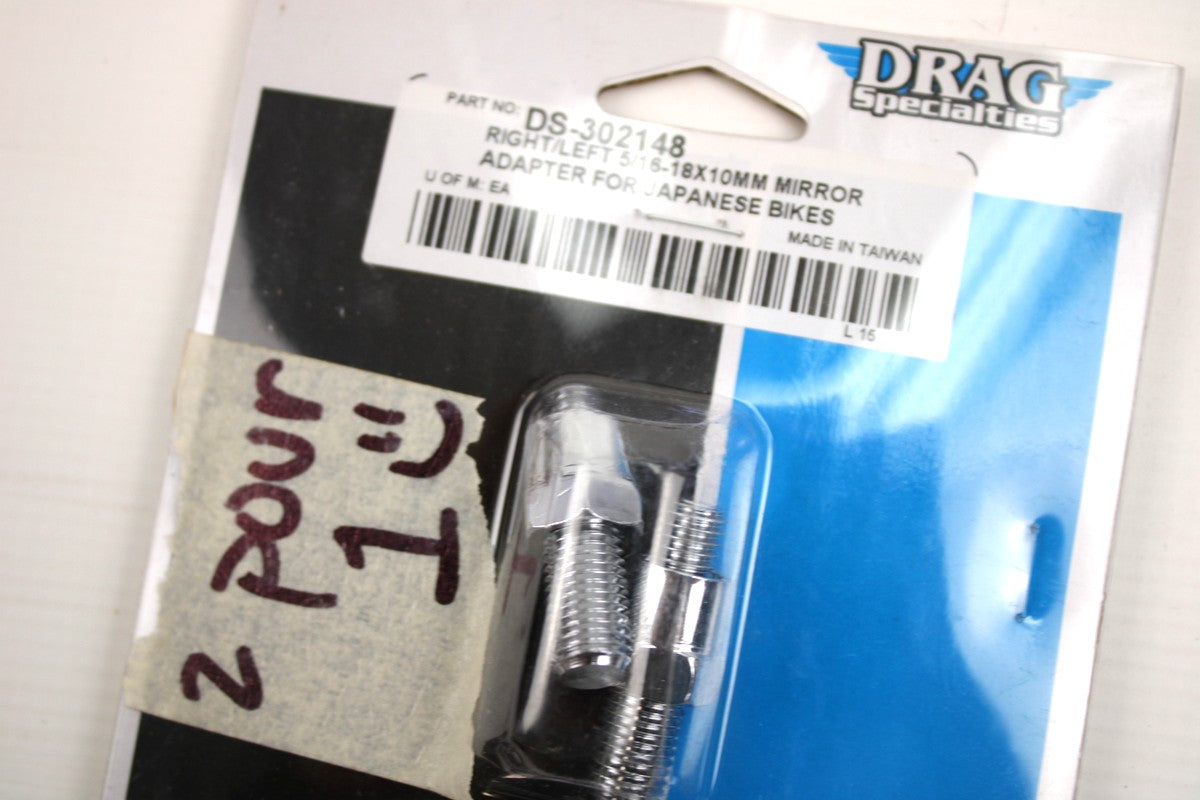 DRAG
Specialties
PART NO: DS-302148
RIGHT/LEFT 5/16-18X10MM MIRROR
ADAPTER FOR JAPANESE BIKES
U OF M: EA
MADE IN TAIWAN
L 15
2 pour
1